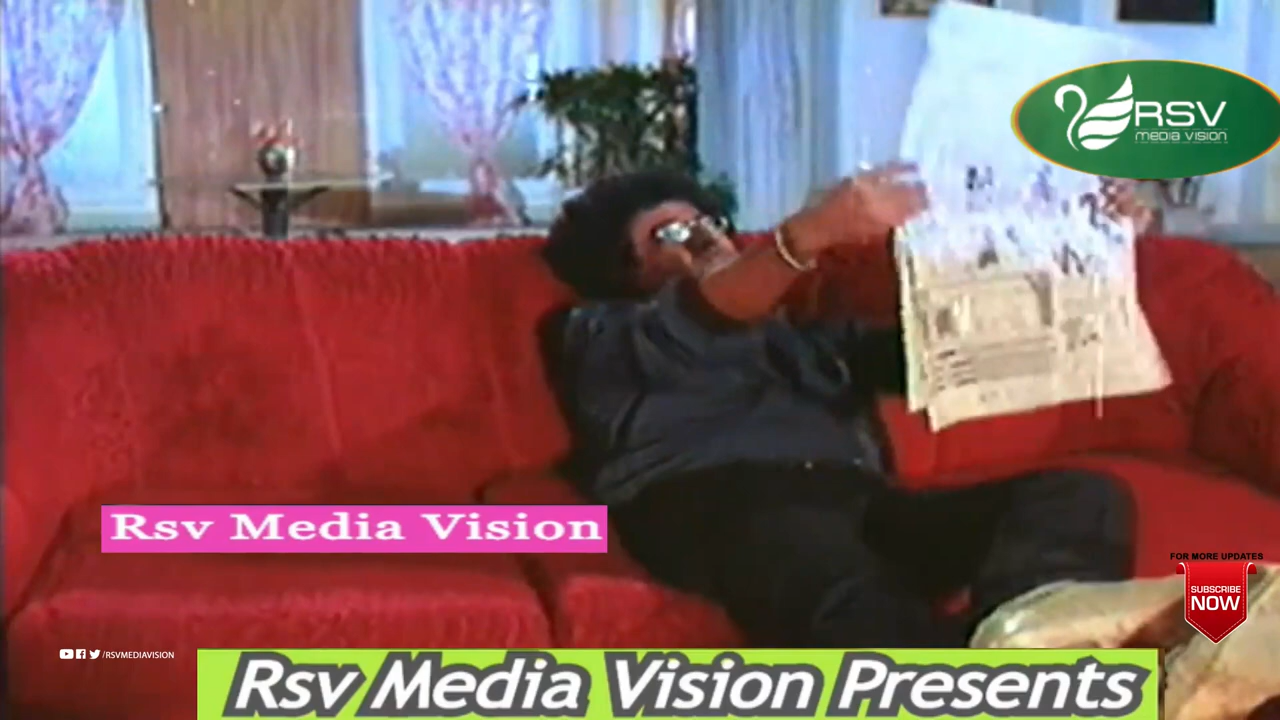 RSV
MEDIA VISION
Rsv Media Vision
FOR MORE UPDATES
SUBSCRIBE
NOW
/RSVMEDIAVISION
Rsv Media Vision Presents